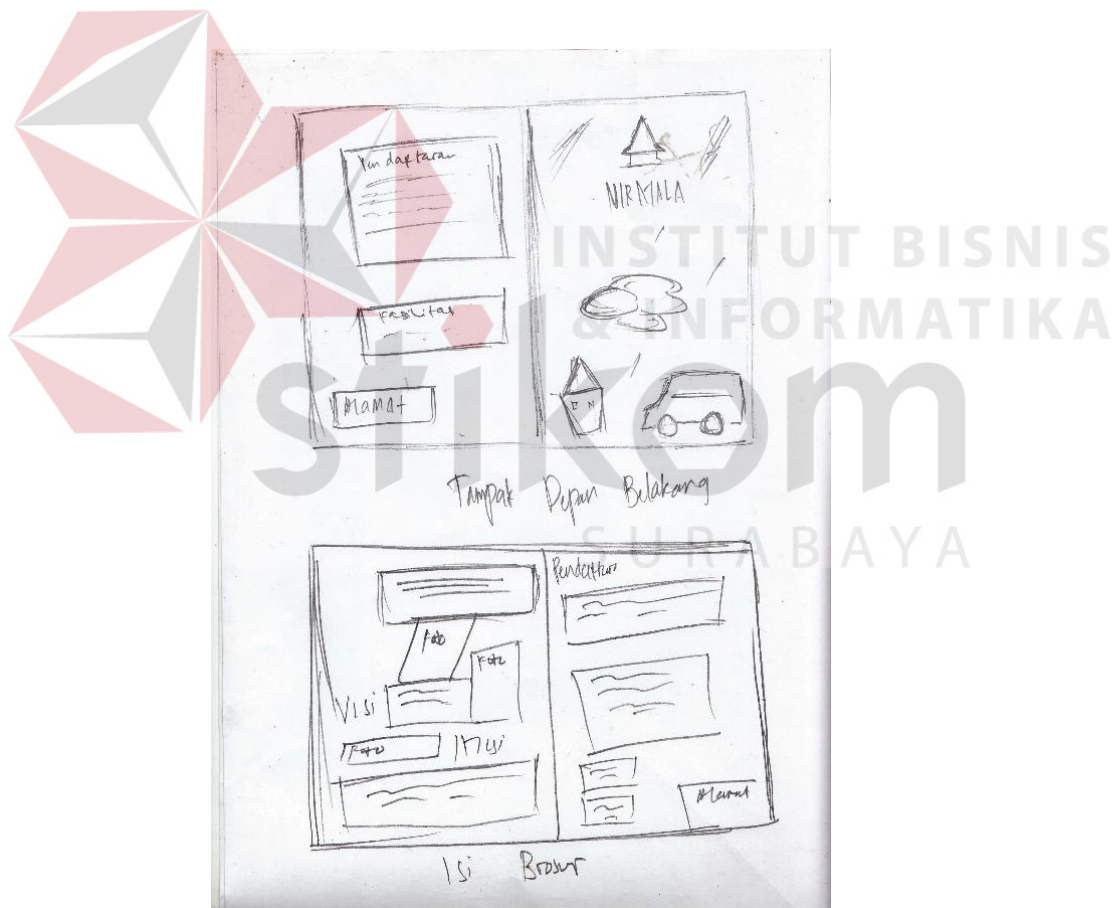 Pendaftaran
Fasilitas
Alamat
NIRMALA
Tampak Depan Belakang
Foto
Foto
Visi
Foto
Misi
Pendaftaran
Alamat
Isi Brosur
INSTITUT BISNIS
& INFORMATIKA
stikom
SURABAYA